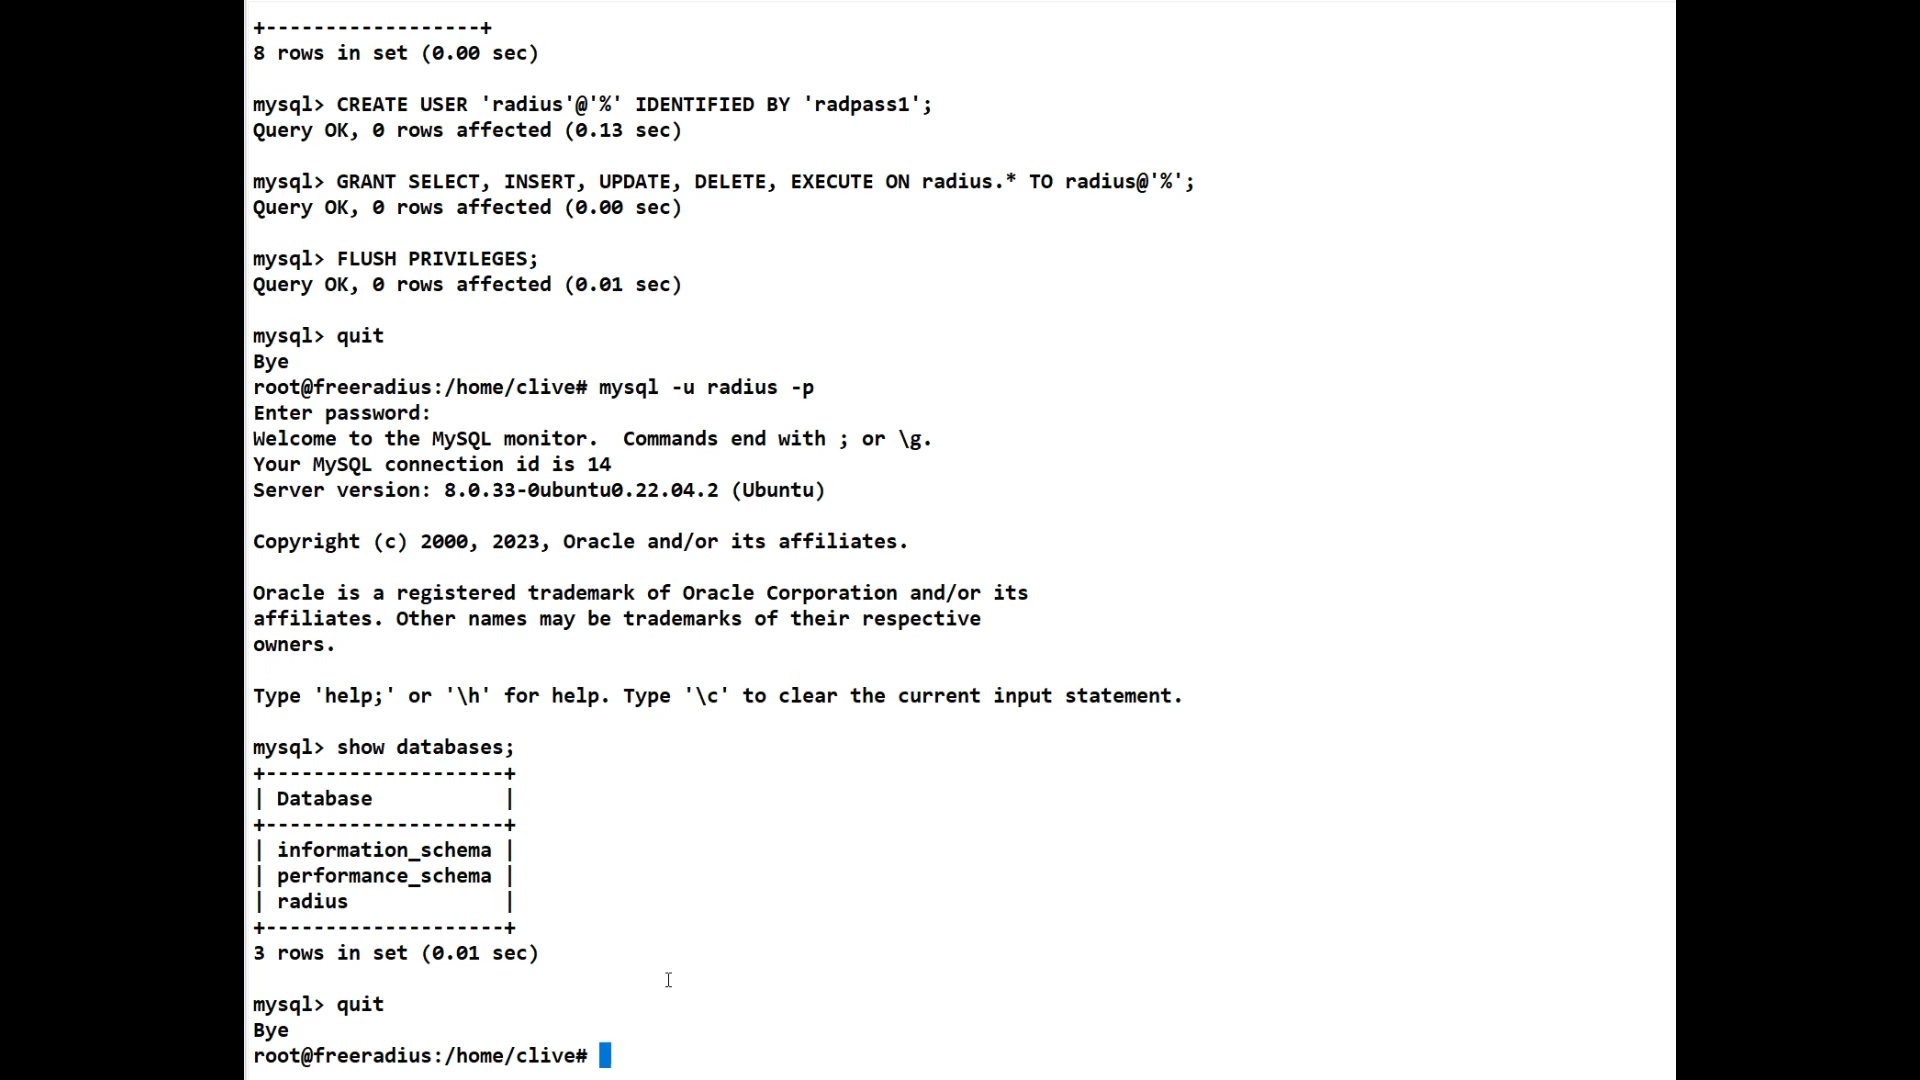 +------------------+
8 rows in set (0.00 sec)
mysql> CREATE USER 'radius'@'%' IDENTIFIED BY 'radpass1';
Query OK, 0 rows affected (0.13 sec)
mysql> GRANT SELECT, INSERT, UPDATE, DELETE, EXECUTE ON radius.* TO radius@'%';
Query OK, 0 rows affected (0.00 sec)
mysql> FLUSH PRIVILEGES;
Query OK, 0 rows affected (0.01 sec)
mysql> quit
Bye
root@freeradius:/home/clive# mysql -u radius -p
Enter password:
Welcome to the MySQL monitor.  Commands end with ; or \g.
Your MySQL connection id is 14
Server version: 8.0.33-0ubuntu0.22.04.2 (Ubuntu)
Copyright (c) 2000, 2023, Oracle and/or its affiliates.
Oracle is a registered trademark of Oracle Corporation and/or its
affiliates. Other names may be trademarks of their respective
owners.
Type 'help;' or '\h' for help. Type '\c' to clear the current input statement.
mysql> show databases;
+--------------------+
| Database           |
+--------------------+
| information_schema |
| performance_schema |
| radius             |
+--------------------+
3 rows in set (0.01 sec)
mysql> quit
Bye
root@freeradius:/home/clive#